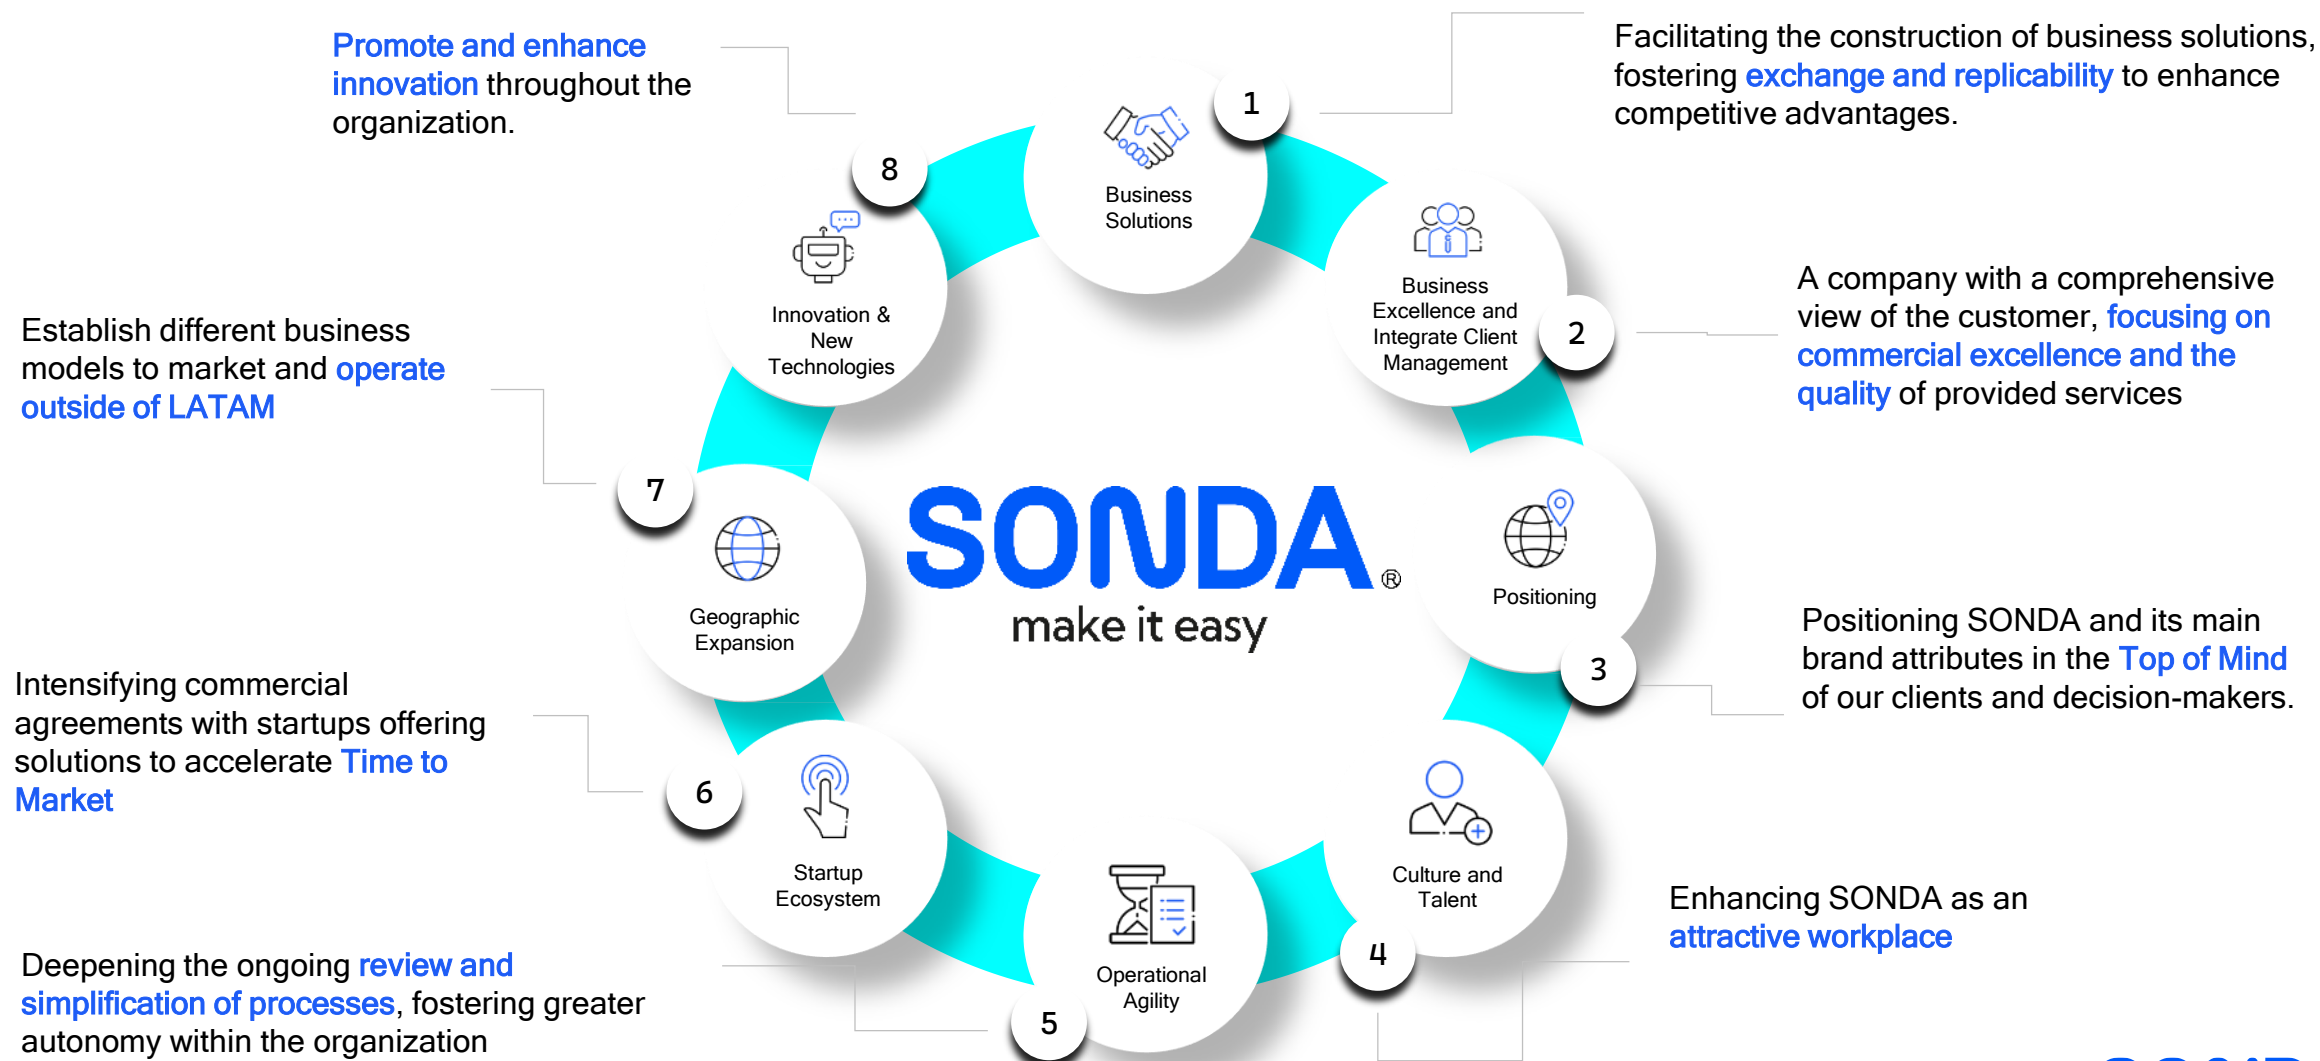 Promote and enhance
innovation throughout the
organization.
Facilitating the construction of business solutions,
fostering exchange and replicability to enhance
competitive advantages.
1
Business
Solutions
8
Innovation &
New
Technologies
Business
Excellence and
Integrate Client
Management
2
A company with a comprehensive
view of the customer, focusing on
commercial excellence and the
quality of provided services
Establish different business
models to market and operate
outside of LATAM
7
Geographic
Expansion
SONDA®
make it easy
Positioning
3
Positioning SONDA and its main
brand attributes in the Top of Mind
of our clients and decision-makers.
Intensifying commercial
agreements with startups offering
solutions to accelerate Time to
Market
6
Startup
Ecosystem
Culture and
Talent
4
Enhancing SONDA as an
attractive workplace
Operational
Agility
5
Deepening the ongoing review and
simplification of processes, fostering greater
autonomy within the organization